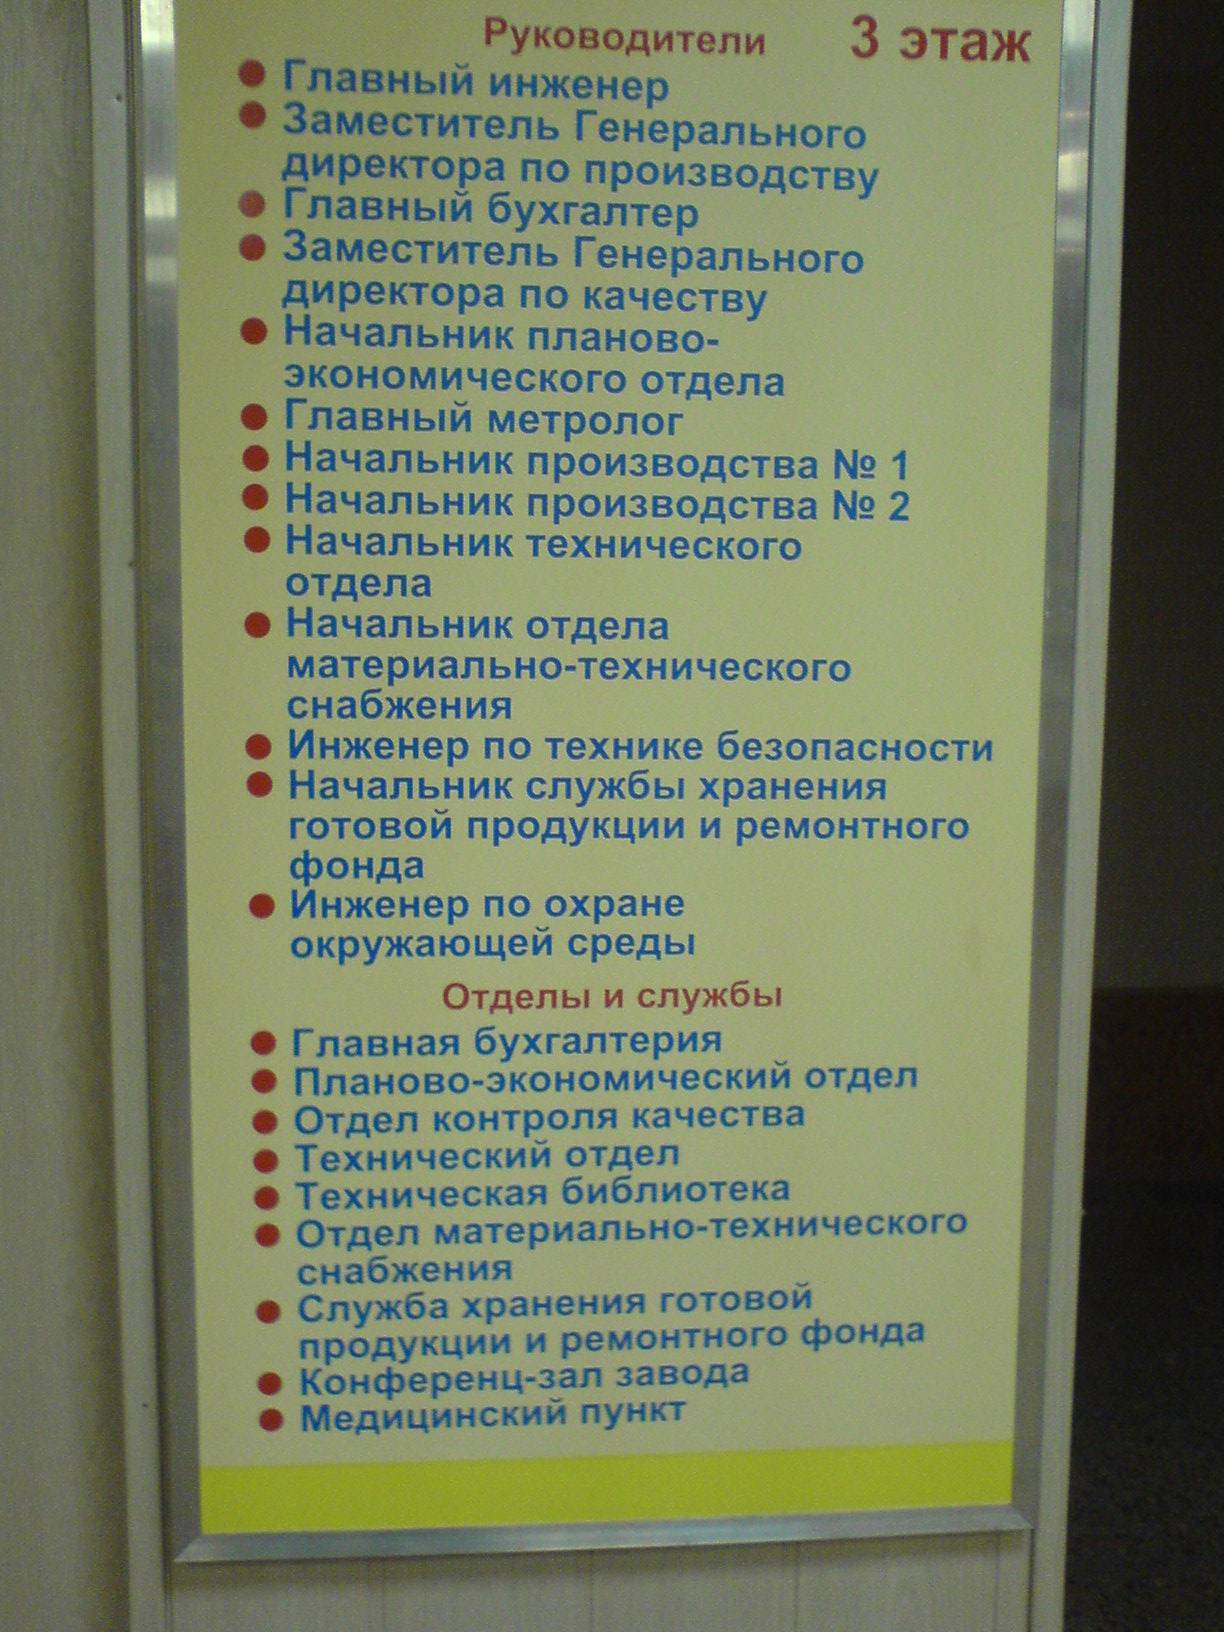 Руководители 3 этаж
Главный инженер
Заместитель Генерального
директора по производству
Главный бухгалтер
Заместитель Генерального
директора по качеству
Начальник планово-
экономического отдела
Главный метролог
Начальник производства № 1
Начальник производства № 2
Начальник технического
отдела
Начальник отдела
материально-технического
снабжения
Инженер по технике безопасности
Начальник службы хранения
готовой продукции и ремонтного
фонда
Инженер по охране
окружающей среды
Отделы и службы
Главная бухгалтерия
Планово-экономический отдел
Отдел контроля качества
Технический отдел
Техническая библиотека
Отдел материально-технического
снабжения
Служба хранения готовой
продукции и ремонтного фонда
Конференц-зал завода
Медицинский пункт